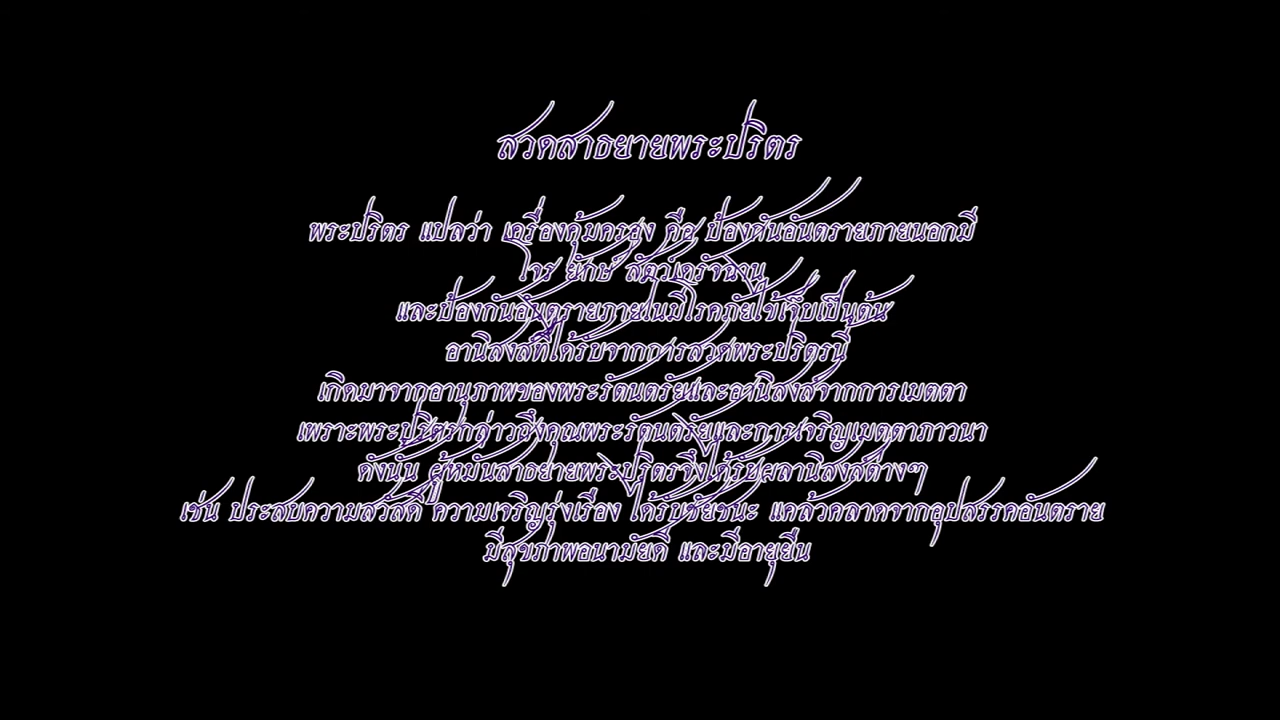 สวดสาธยายพระปริตร
พระปริตร แปลว่า เครื่องคุ้มครอง คือ ป้องกันอันตรายภายนอกมี
โจร ยักษ์ สัตว์เดรัจฉาน
และป้องกันอันตรายภายในมีโรคภัยไข้เจ็บเป็นต้น
อานิสงส์ที่ได้รับจากการสวดพระปริตรนี้
เกิดมาจากอานุภาพของพระรัตนตรัยและอานิสงส์จากการเมตตา
เพราะพระปริตรกล่าวถึงคุณพระรัตนตรัยและการเจริญเมตตาภาวนา
ดังนั้น ผู้หมั่นสาธยายพระปริตรจึงได้รับผลานิสงส์ต่างๆ
เช่น ประสบความสวัสดี ความเจริญรุ่งเรือง ได้รับชัยชนะ แคล้วคลาดจากอุปสรรคอันตราย
มีสุขภาพอนามัยดี และมีอายุยืน